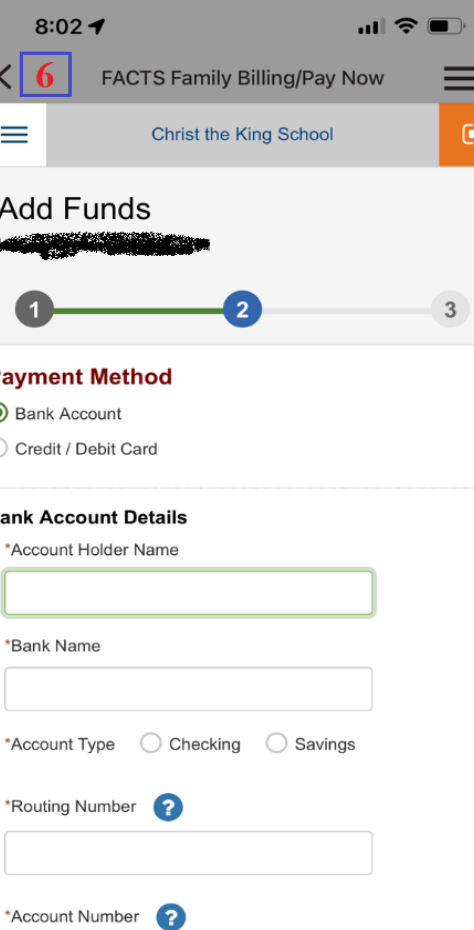 8:02
6 FACTS Family Billing/Pay Now
Christ the King School
Add Funds
1 2 3
Payment Method
Bank Account
Credit / Debit Card
ank Account Details
*Account Holder Name
*Bank Name
*Account Type Checking Savings
*Routing Number ?
*Account Number ?